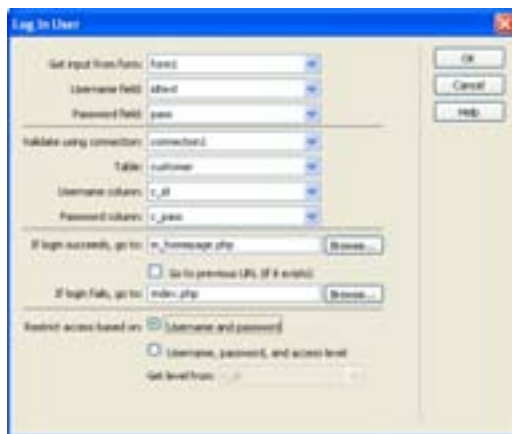 Log In User
Get input from form: form1
Username field:
Password field: pass
Validate using connection: connection1
Table: customer
Username column: c_id
Password column: c_pass
If login succeeds, go to: m_homepage.php Browse...
Go to previous URL (if it exists)
If login fails, go to: index.php Browse...
Restrict access based on: Username and password
Username, password, and access level
Get level from:
OK
Cancel
Help